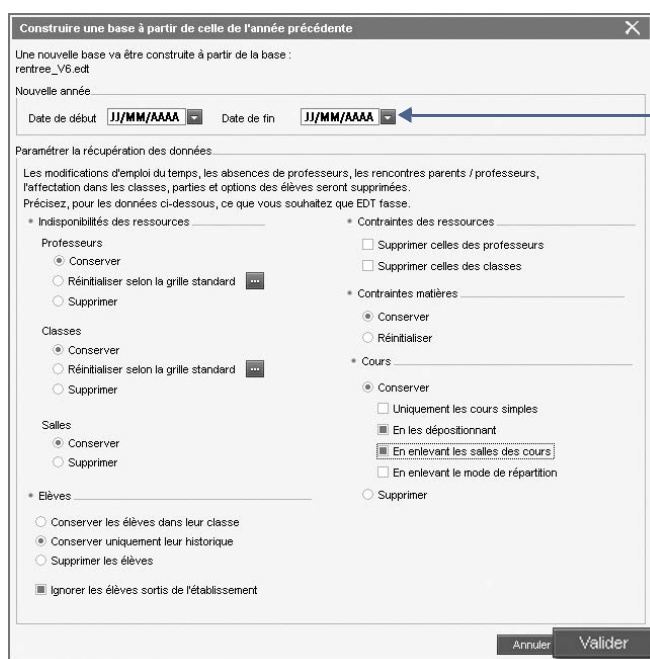 Construire une base à partir de celle de l'année précédente
Une nouvelle base va être construite à partir de la base :
rentree_V6.edt
Nouvelle année
Date de début JJ/MM/AAAA Date de fin JJ/MM/AAAA
Paramétrer la récupération des données
Les modifications d'emploi du temps, les absences de professeurs, les rencontres parents / professeurs,
l'affectation dans les classes, parties et options des élèves seront supprimées.
Précisez, pour les données ci-dessous, ce que vous souhaitez que EDT fasse.
Indisponibilités des ressources
Professeurs
Conserver
Réinitialiser selon la grille standard ...
Supprimer
Classes
Conserver
Réinitialiser selon la grille standard ...
Supprimer
Salles
Conserver
Supprimer
Elèves
Conserver les élèves dans leur classe
Conserver uniquement leur historique
Supprimer les élèves
Ignorer les élèves sortis de l'établissement
Contraintes des ressources
Supprimer celles des professeurs
Supprimer celles des classes
Contraintes matières
Conserver
Réinitialiser
Cours
Conserver
Uniquement les cours simples
En les dépositionnant
En enlevant les salles des cours
En enlevant le mode de répartition
Supprimer
Annuler Valider